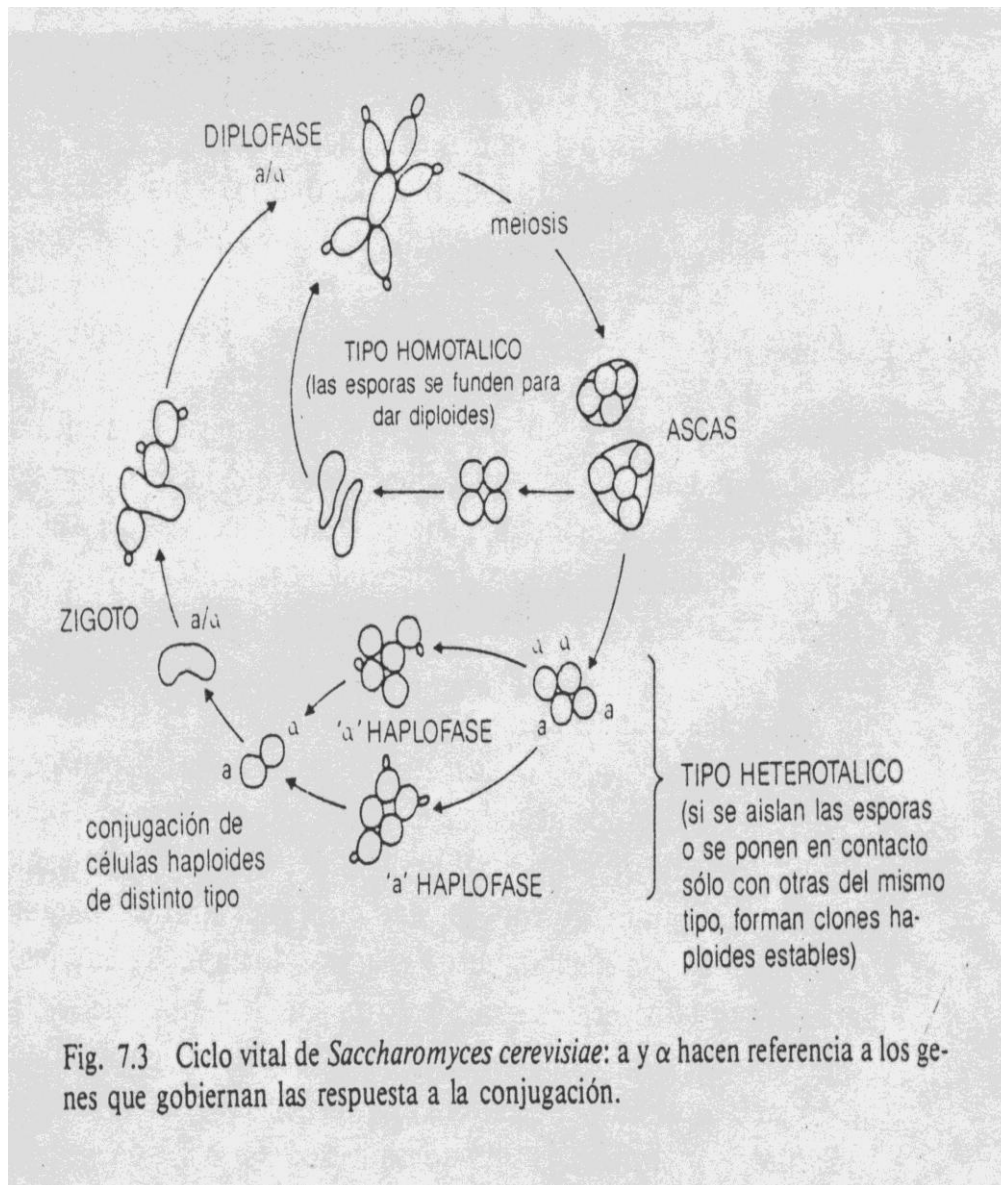 DIPLOFASE
a/α
meiosis
TIPO HOMOTALICO
(las esporas se funden para
dar diploides)
ASCAS
ZIGOTO
a/α
α α
a
a
'α' HAPLOFASE
α
a
'a' HAPLOFASE
conjugación de
células haploides
de distinto tipo
TIPO HETEROTALICO
(si se aislan las esporas
o se ponen en contacto
sólo con otras del mismo
tipo, forman clones ha-
ploides estables)
Fig. 7.3 Ciclo vital de Saccharomyces cerevisiae: a y α hacen referencia a los ge-
nes que gobiernan las respuesta a la conjugación.